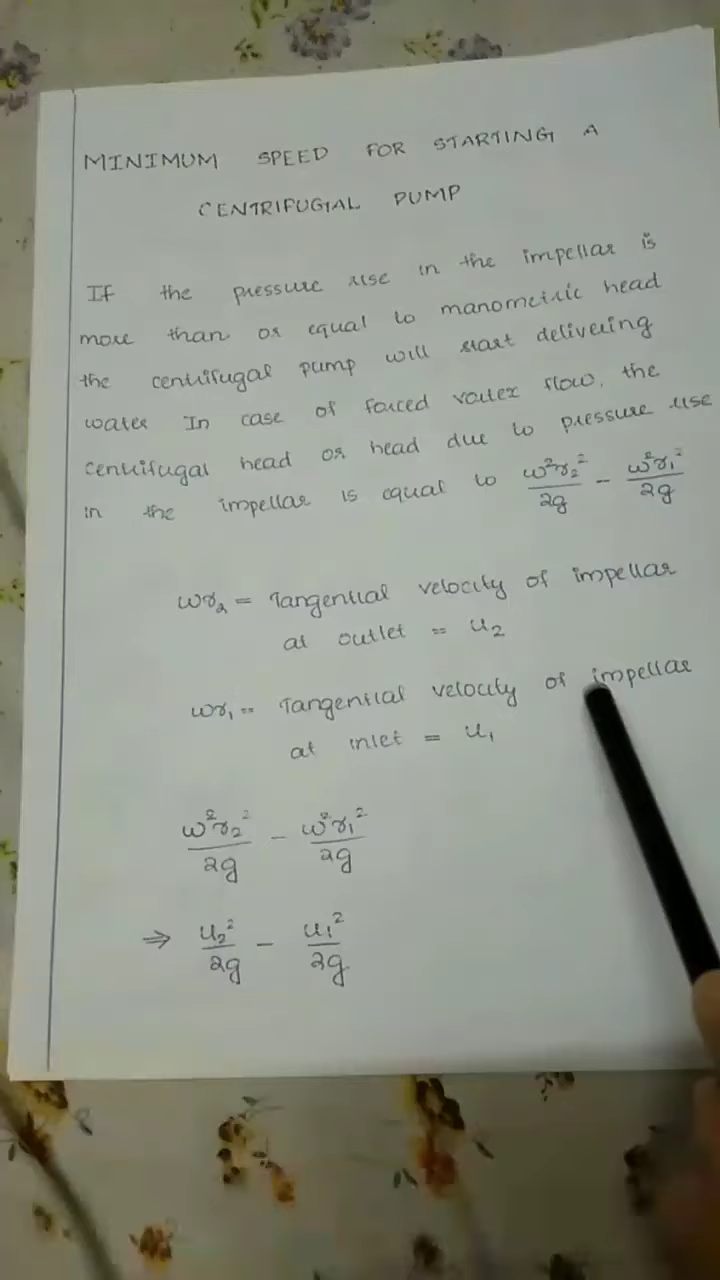 MINIMUM SPEED FOR STARTING A
CENTRIFUGAL PUMP
If the pressure rise in the impellar is
more than or equal to manometric head
the centrifugal pump will start delivering
water In case of forced vortex flow, the
centrifugal head or head due to pressure rise
in the impellar is equal to ω²r₂²/2g - ω²r₁²/2g
ωr₂ = Tangential velocity of impellar
at outlet = u₂
ωr₁ = Tangential velocity of impellar
at inlet = u₁
ω²r₂²/2g - ω²r₁²/2g
⇒ u₂²/2g - u₁²/2g